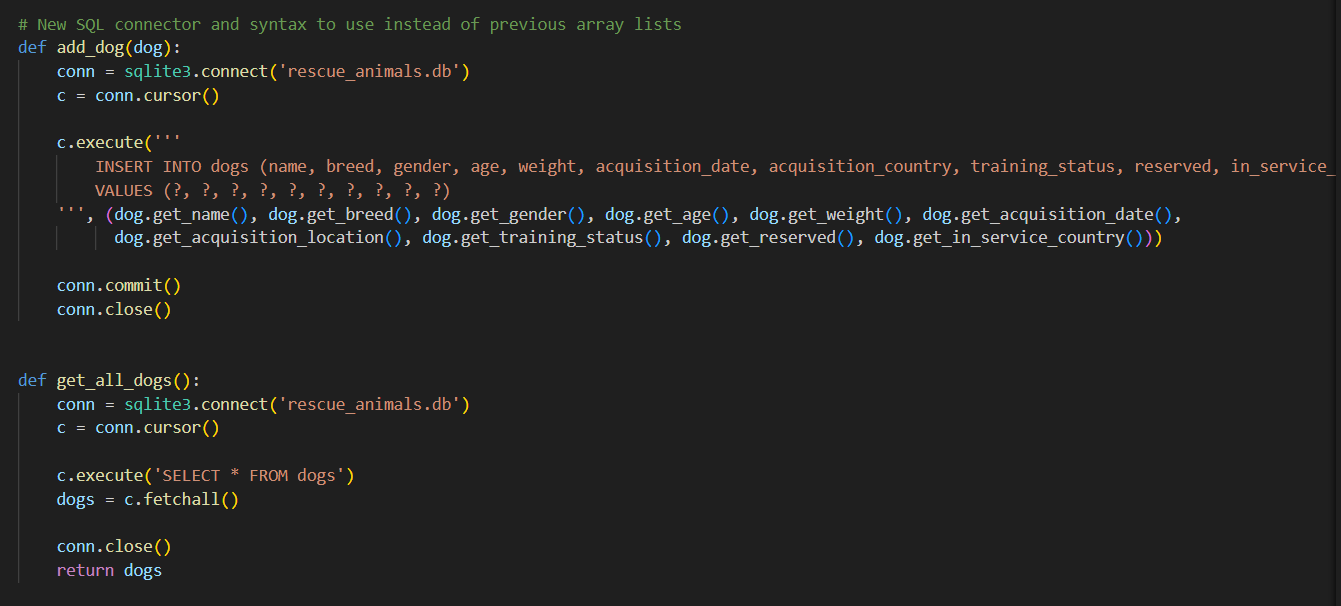 # New SQL connector and syntax to use instead of previous array lists
def add_dog(dog):
    conn = sqlite3.connect('rescue_animals.db')
    c = conn.cursor()
    c.execute('''
        INSERT INTO dogs (name, breed, gender, age, weight, acquisition_date, acquisition_country, training_status, reserved, in_service_
        VALUES (?, ?, ?, ?, ?, ?, ?, ?, ?, ?)
    ''', (dog.get_name(), dog.get_breed(), dog.get_gender(), dog.get_age(), dog.get_weight(), dog.get_acquisition_date(),
          dog.get_acquisition_location(), dog.get_training_status(), dog.get_reserved(), dog.get_in_service_country()))
    conn.commit()
    conn.close()
def get_all_dogs():
    conn = sqlite3.connect('rescue_animals.db')
    c = conn.cursor()
    c.execute('SELECT * FROM dogs')
    dogs = c.fetchall()
    conn.close()
    return dogs